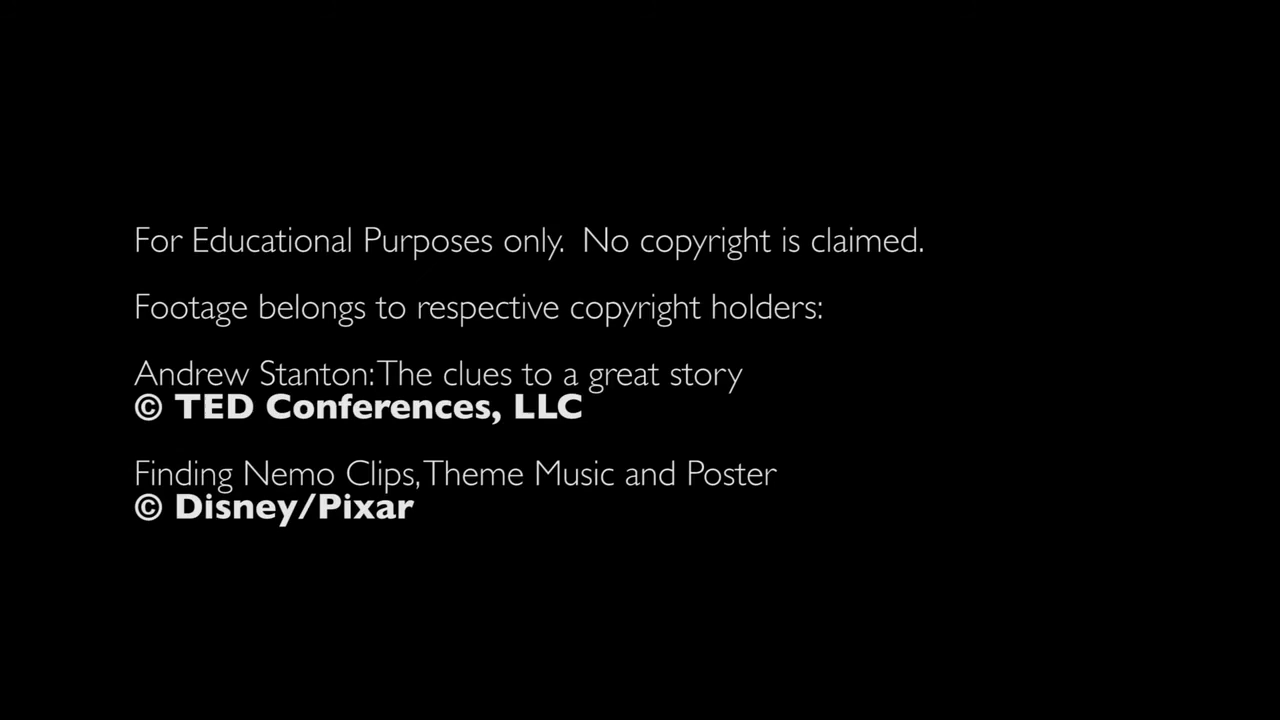 For Educational Purposes only.  No copyright is claimed.
Footage belongs to respective copyright holders:
Andrew Stanton:The clues to a great story
© TED Conferences, LLC
Finding Nemo Clips,Theme Music and Poster
© Disney/Pixar